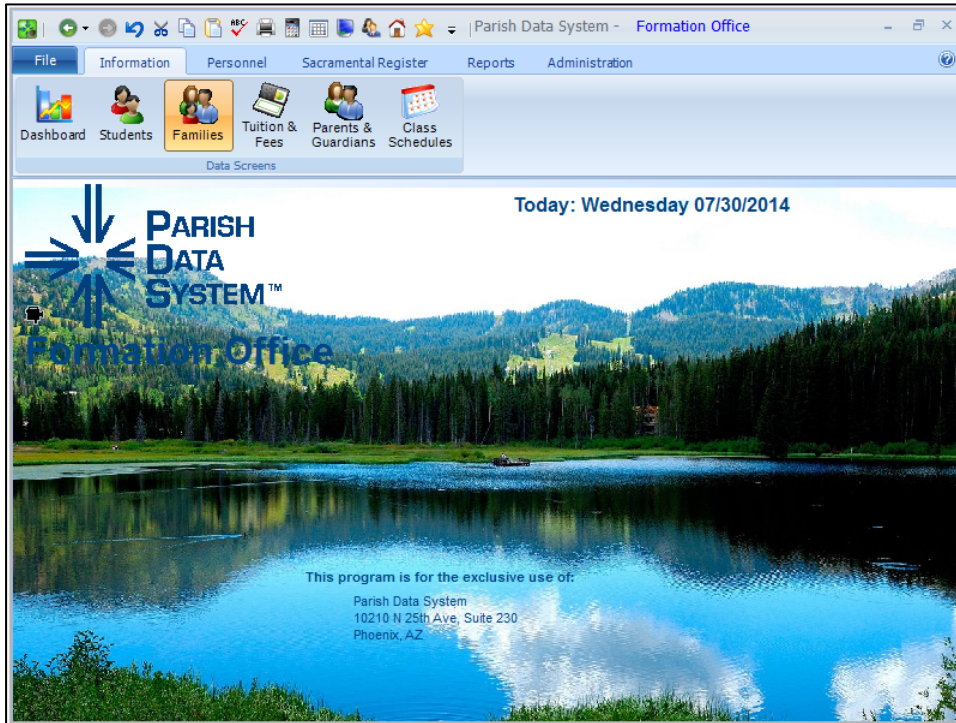 ABC
Parish Data System - Formation Office
File Information Personnel Sacramental Register Reports Administration
Dashboard Students Families Tuition & Fees Parents & Guardians Class Schedules
Data Screens
Today: Wednesday 07/30/2014
PARISH
DATA
SYSTEM™
Formation Office
This program is for the exclusive use of:
Parish Data System
10210 N 25th Ave, Suite 230
Phoenix, AZ